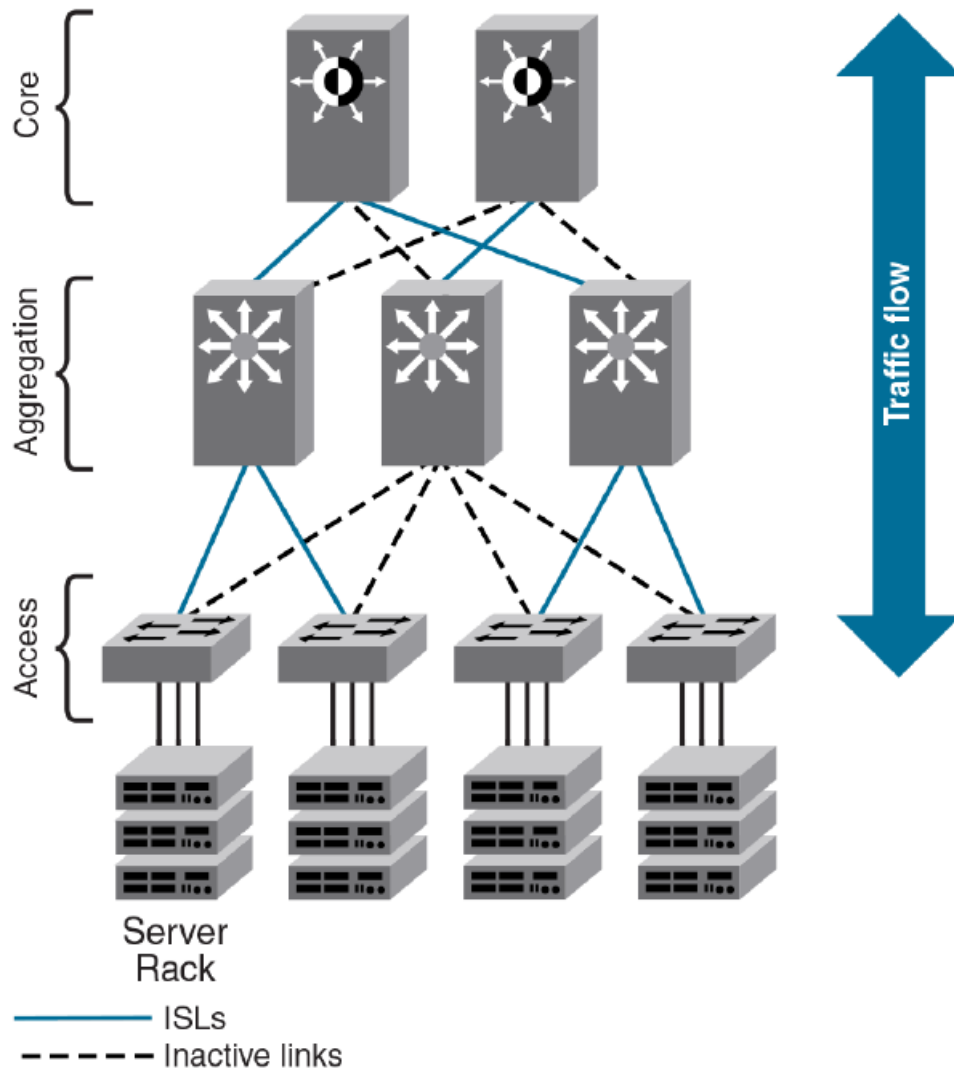 Core
Aggregation
Access
Traffic flow
Server
Rack
ISLs
Inactive links